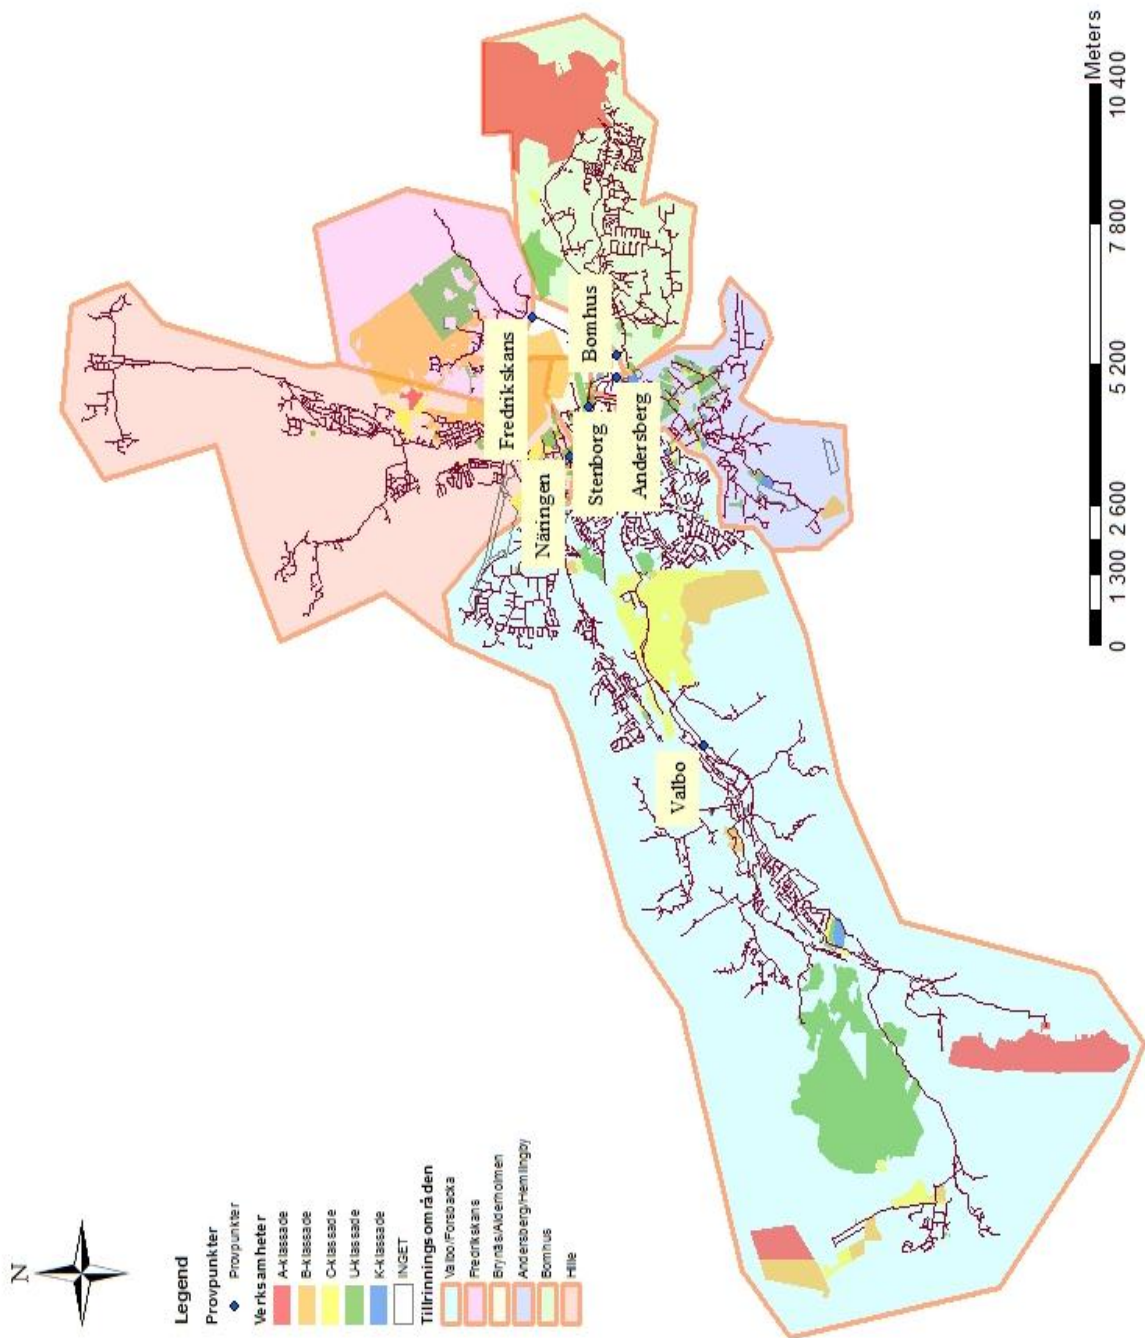 N
Legend
Provpunkter
Provpunkter
Verksamheter
A-klassade
B-klassade
C-klassade
U-klassade
K-klassade
INGET
Tillrinningsområden
Valbo/Forsbacka
Fredrikskans
Brynäs/Alderholmen
Andersberg/Hemlingby
Bomhus
Hille
Valbo
Näringen
Fredrikskans
Stenborg
Bomhus
Andersberg
0 1 300 2 600 5 200 7 800 10 400
Meters